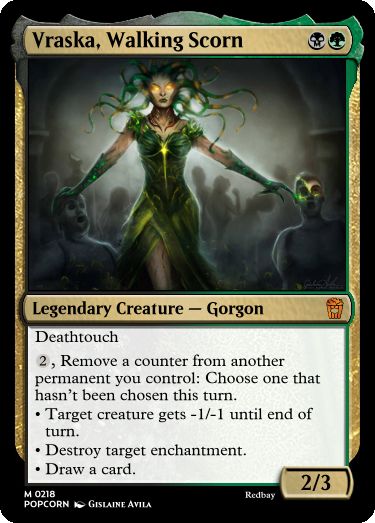 Vraska, Walking Scorn
Legendary Creature — Gorgon
Deathtouch
2, Remove a counter from another
permanent you control: Choose one that
hasn't been chosen this turn.
• Target creature gets -1/-1 until end of
turn.
• Destroy target enchantment.
• Draw a card.
2/3
M 0218
POPCORN Gislaine Avila
Redbay